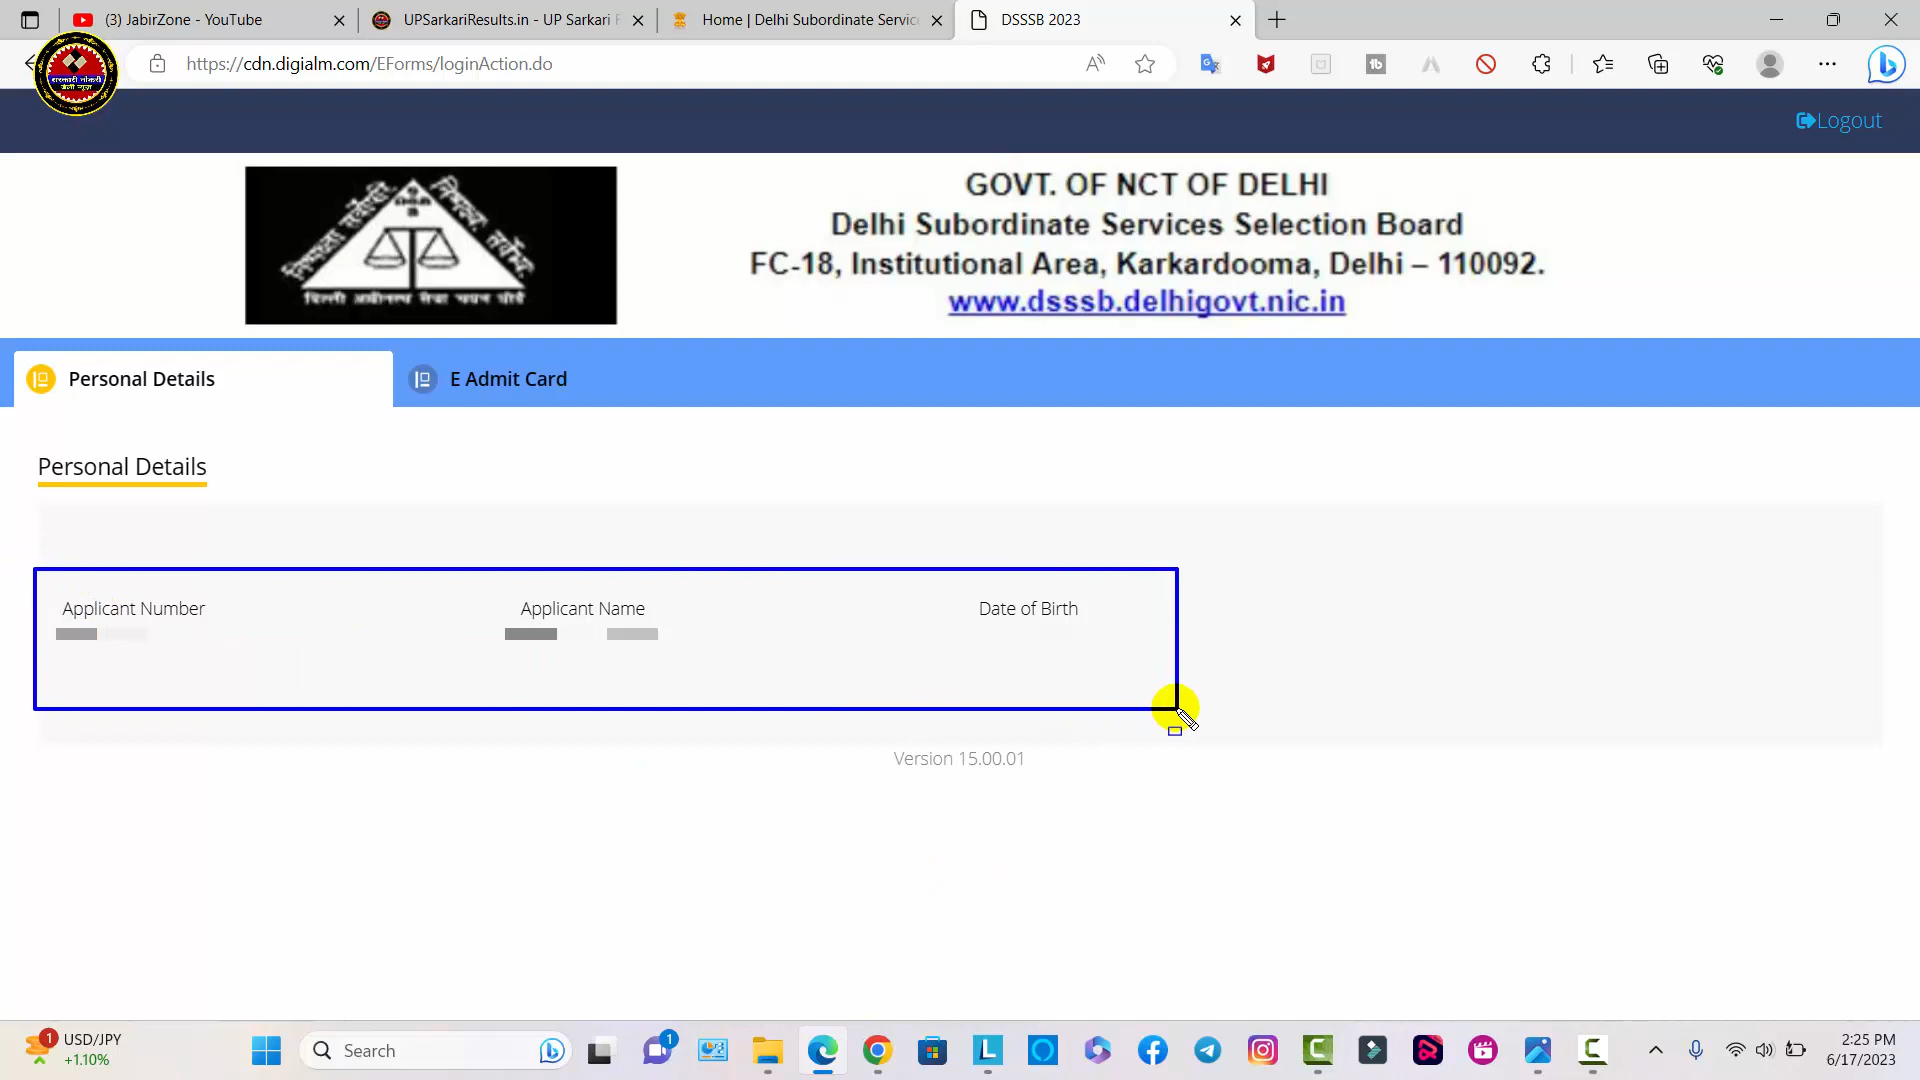 (3) JabirZone - YouTube
UPSarkariResults.in - UP Sarkari
Home | Delhi Subordinate Service
DSSSB 2023
https://cdn.digialm.com/EForms/loginAction.do
Logout
GOVT. OF NCT OF DELHI
Delhi Subordinate Services Selection Board
FC-18, Institutional Area, Karkardooma, Delhi – 110092.
www.dsssb.delhigovt.nic.in
Personal Details
E Admit Card
Personal Details
Applicant Number
Applicant Name
Date of Birth
Version 15.00.01
1
USD/JPY
+1.10%
Search
1
2:25 PM
6/17/2023